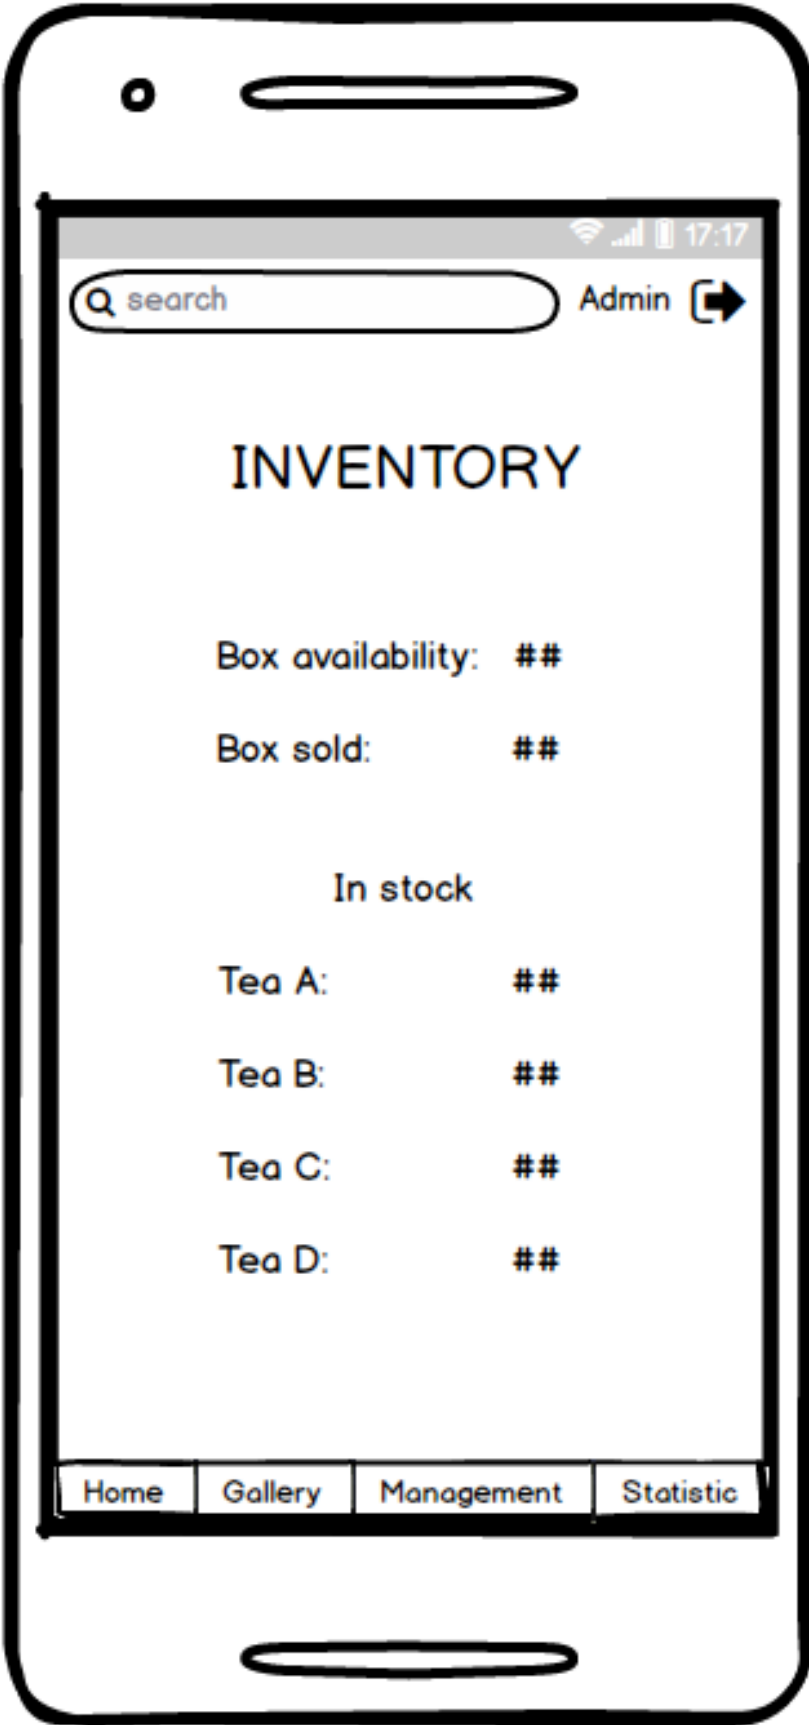 17:17
search Admin
INVENTORY
Box availability: ##
Box sold: ##
In stock
Tea A: ##
Tea B: ##
Tea C: ##
Tea D: ##
Home Gallery Management Statistic